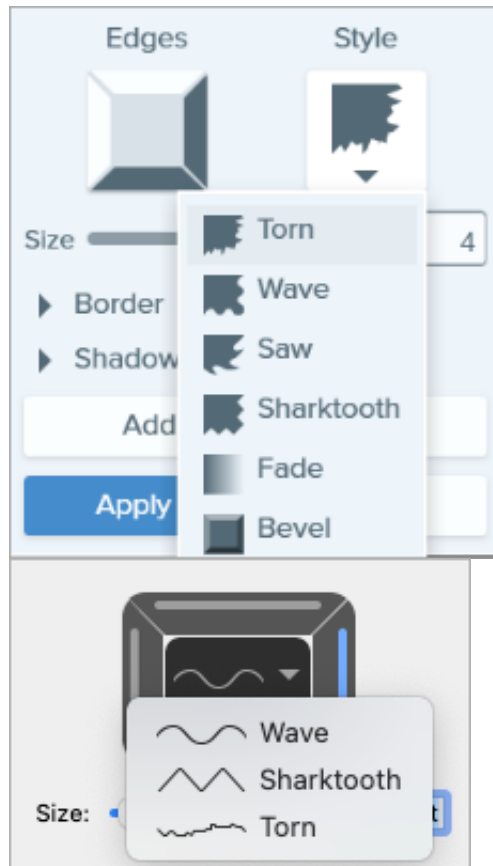 Edges Style
Torn
Size 4
Wave
Border
Saw
Shadow
Sharktooth
Add
Fade
Apply
Bevel
Wave
Sharktooth
Size:
Torn